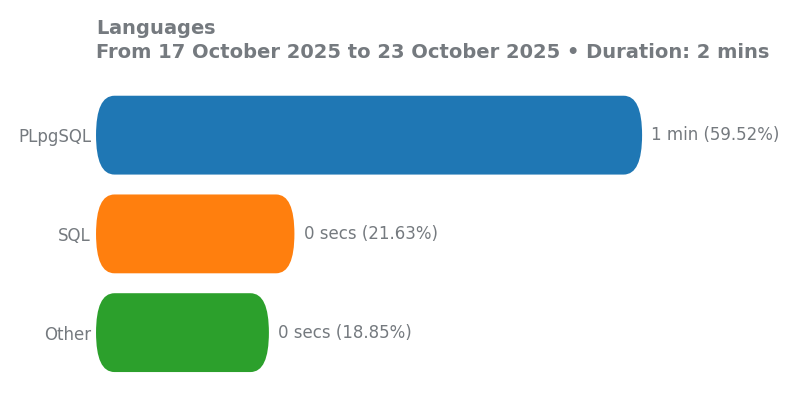 Languages
From 17 October 2025 to 23 October 2025 • Duration: 2 mins
PLpgSQL 1 min (59.52%)
SQL 0 secs (21.63%)
Other 0 secs (18.85%)